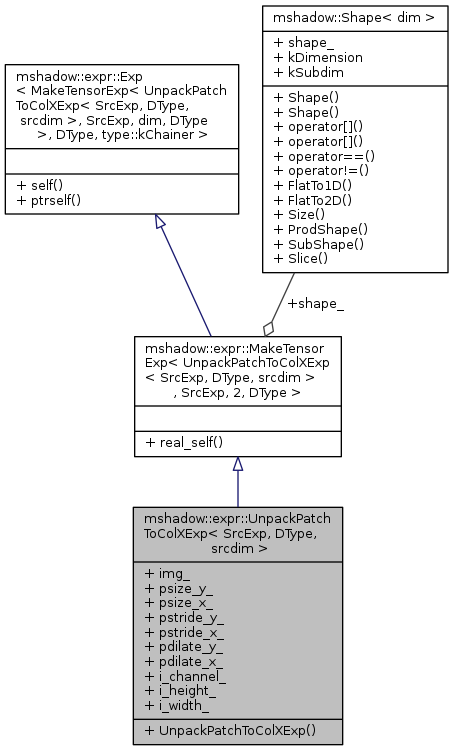 mshadow::Shape< dim >
+ shape_
+ kDimension
+ kSubdim
+ Shape()
+ Shape()
+ operator[]()
+ operator[]()
+ operator==()
+ operator!=()
+ FlatTo1D()
+ FlatTo2D()
+ Size()
+ ProdShape()
+ SubShape()
+ Slice()
mshadow::expr::Exp
< MakeTensorExp< UnpackPatch
ToColXExp< SrcExp, DType,
srcdim >, SrcExp, dim, DType
>, DType, type::kChainer >
+ self()
+ ptrself()
+shape_
mshadow::expr::MakeTensor
Exp< UnpackPatchToColXExp
< SrcExp, DType, srcdim >
, SrcExp, 2, DType >
+ real_self()
mshadow::expr::UnpackPatch
ToColXExp< SrcExp, DType,
srcdim >
+ img_
+ psize_y_
+ psize_x_
+ pstride_y_
+ pstride_x_
+ pdilate_y_
+ pdilate_x_
+ i_channel_
+ i_height_
+ i_width_
+ UnpackPatchToColXExp()